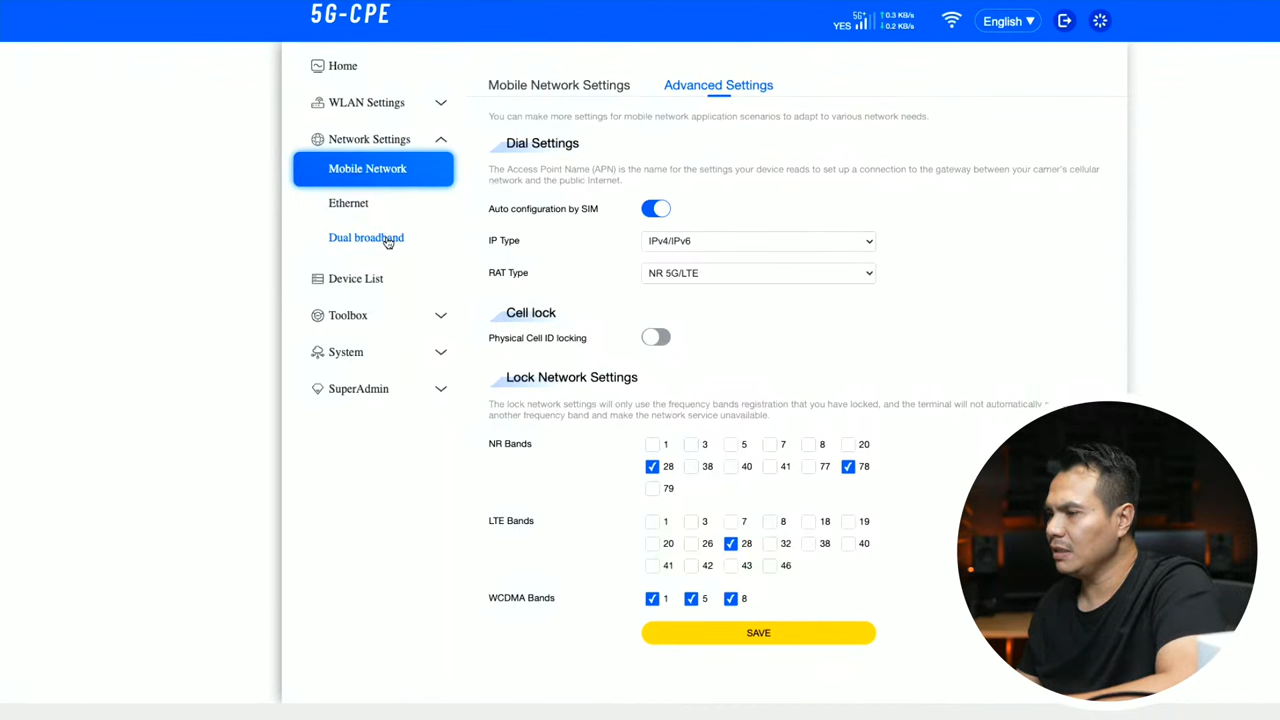 5G-CPE
5G+
YES
↑ 0.3 KB/s
↓ 0.2 KB/s
English ▼
Home
WLAN Settings
Network Settings
Mobile Network
Ethernet
Dual broadband
Device List
Toolbox
System
SuperAdmin
Mobile Network Settings
Advanced Settings
You can make more settings for mobile network application scenarios to adapt to various network needs.
Dial Settings
The Access Point Name (APN) is the name for the settings your device reads to set up a connection to the gateway between your carrier's cellular
network and the public Internet.
Auto configuration by SIM
IP Type IPv4/IPv6
RAT Type NR 5G/LTE
Cell lock
Physical Cell ID locking
Lock Network Settings
The lock network settings will only use the frequency bands registration that you have locked, and the terminal will not automatically
another frequency band and make the network service unavailable.
NR Bands 1 3 5 7 8 20
28 38 40 41 77 78
79
LTE Bands 1 3 7 8 18 19
20 26 28 32 38 40
41 42 43 46
WCDMA Bands 1 5 8
SAVE